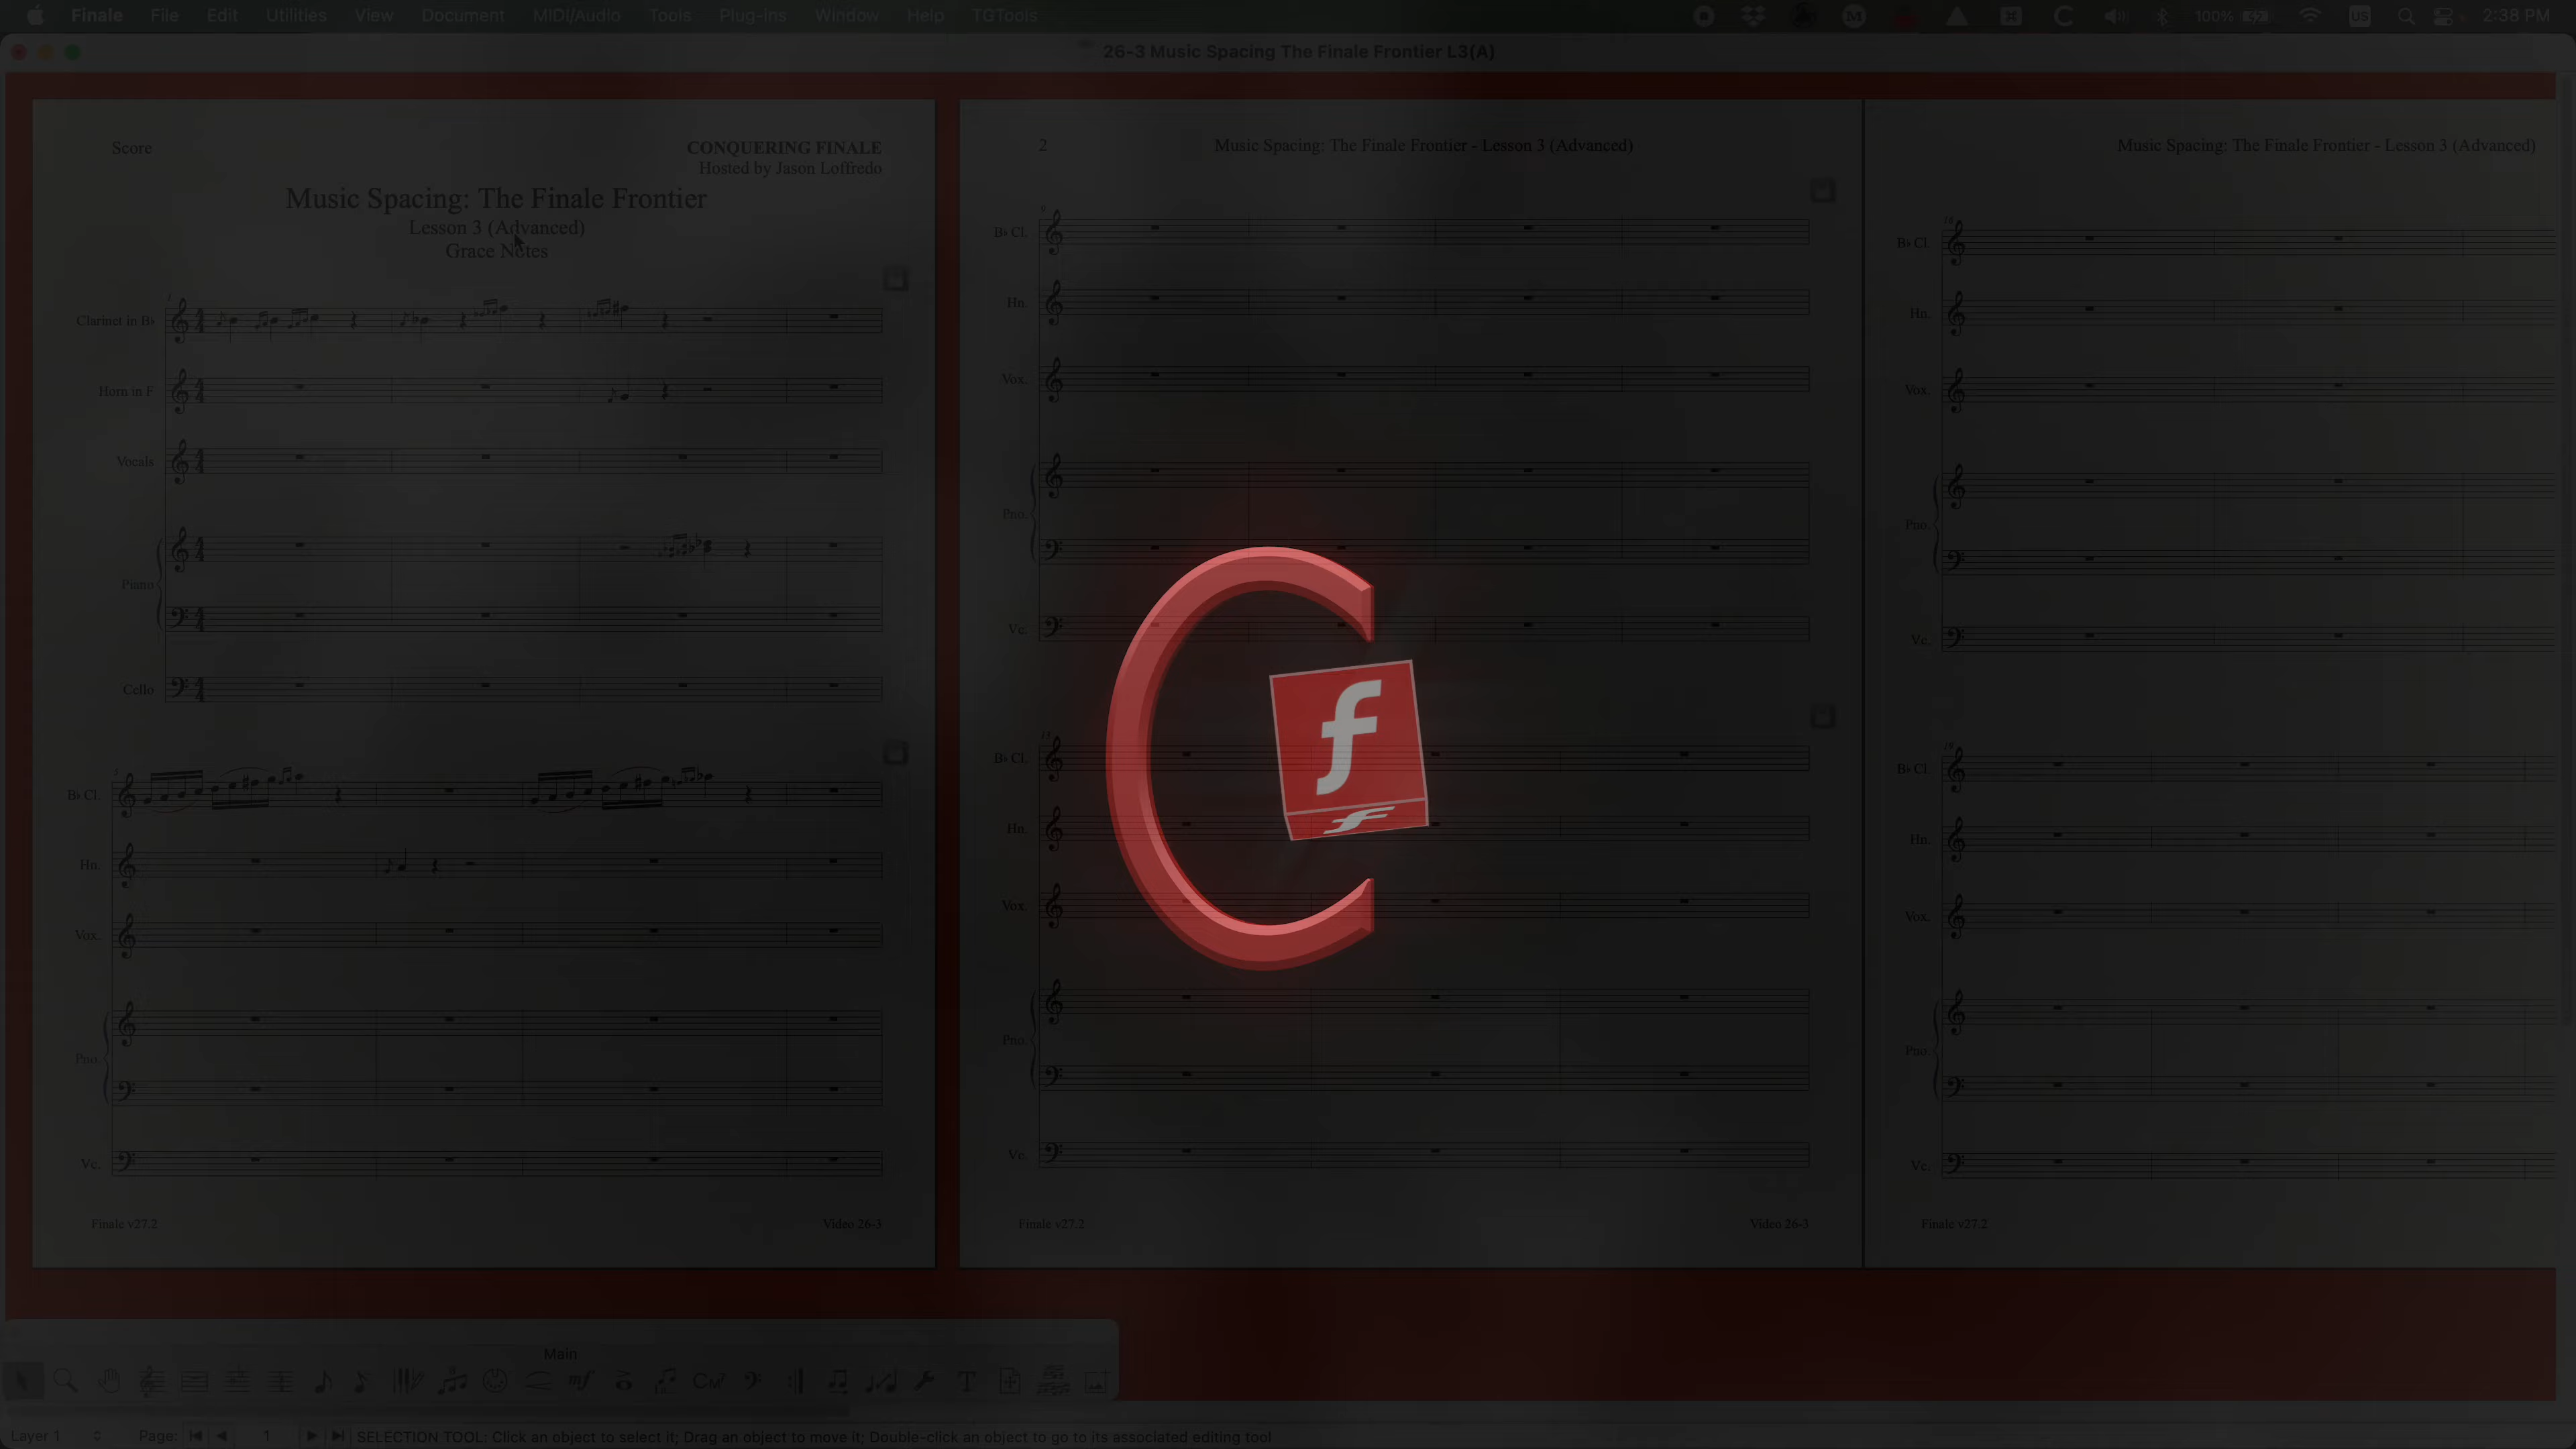 Finale File Edit Utilities View Document MIDI/Audio Tools Plug-ins Window Help TGTools 100% US 2:38 PM
26-3 Music Spacing The Finale Frontier L3(A)
Score
CONQUERING FINALE
Hosted by Jason Loffredo
Music Spacing: The Finale Frontier
Lesson 3 (Advanced)
Grace Notes
Clarinet in B♭
Horn in F
Vocals
Piano
Cello
5
B♭ Cl.
Hn.
Vox.
Pno.
Vc.
Finale v27.2
Video 26-3
2
Music Spacing: The Finale Frontier - Lesson 3 (Advanced)
9
B♭ Cl.
Hn.
Vox.
Pno.
Vc.
13
B♭ Cl.
Hn.
Vox.
Pno.
Vc.
Finale v27.2
Video 26-3
Music Spacing: The Finale Frontier - Lesson 3 (Advanced)
16
B♭ Cl.
Hn.
Vox.
Pno.
Vc.
19
B♭ Cl.
Hn.
Vox.
Pno.
Vc.
Finale v27.2
C
f
f
Main
Layer 1 Page: 1 SELECTION TOOL: Click an object to select it; Drag an object to move it; Double-click an object to go to its associated editing tool